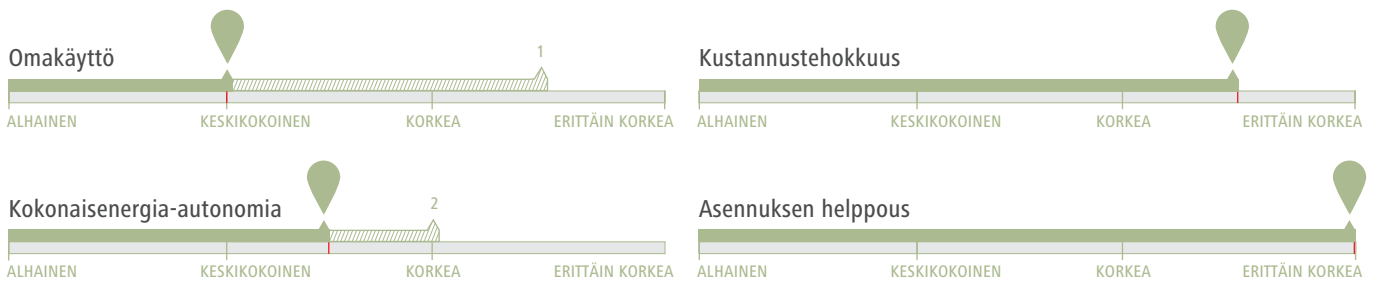 Omakäyttö
1
ALHAINEN KESKIKOKOINEN KORKEA ERITTÄIN KORKEA
Kustannustehokkuus
ALHAINEN KESKIKOKOINEN KORKEA ERITTÄIN KORKEA
Kokonaisenergia-autonomia
2
ALHAINEN KESKIKOKOINEN KORKEA ERITTÄIN KORKEA
Asennuksen helppous
ALHAINEN KESKIKOKOINEN KORKEA ERITTÄIN KORKEA